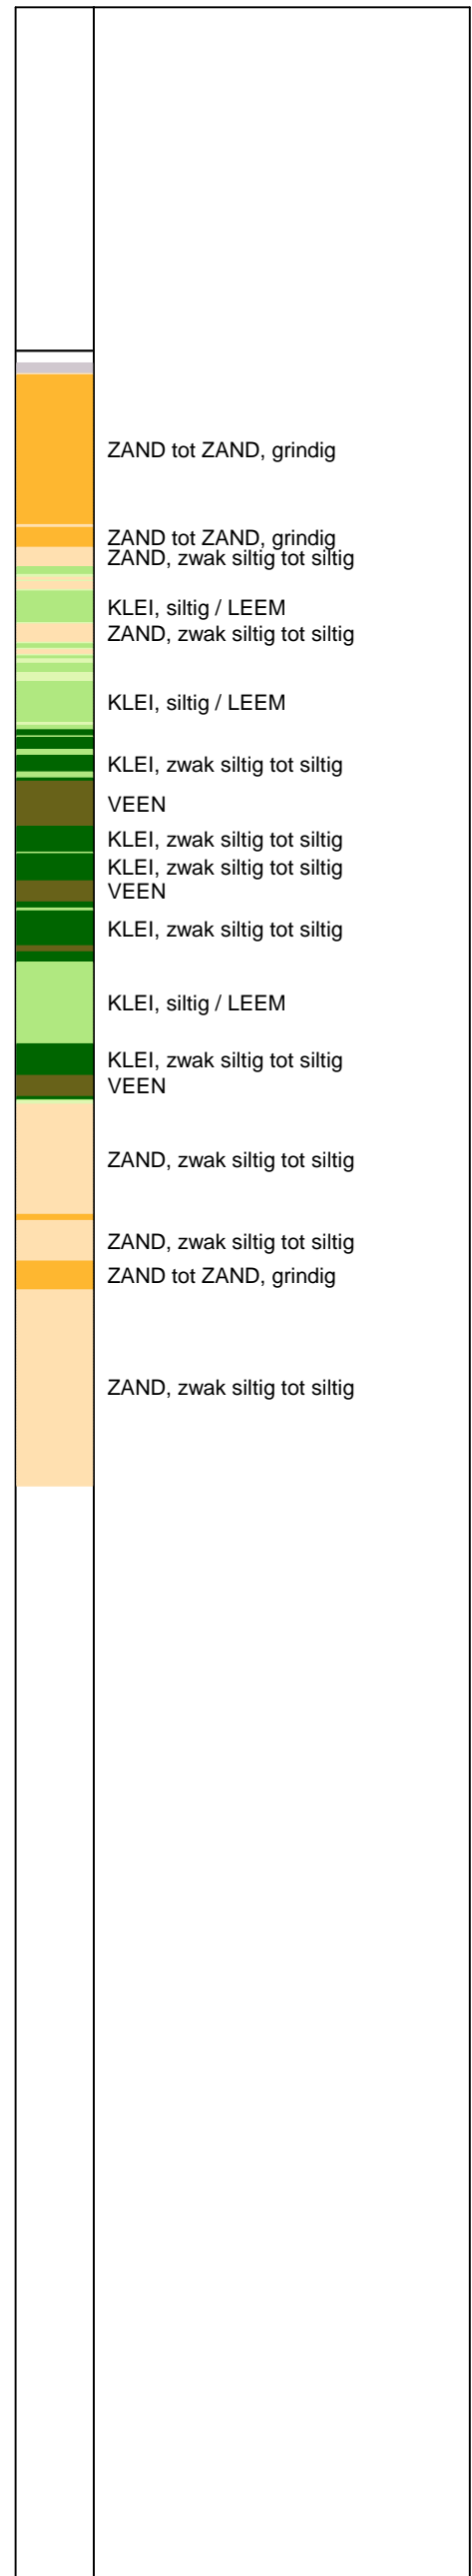 ZAND tot ZAND, grindig
ZAND tot ZAND, grindig
ZAND, zwak siltig tot siltig
KLEI, siltig / LEEM
ZAND, zwak siltig tot siltig
KLEI, siltig / LEEM
KLEI, zwak siltig tot siltig
VEEN
KLEI, zwak siltig tot siltig
KLEI, zwak siltig tot siltig
VEEN
KLEI, zwak siltig tot siltig
KLEI, siltig / LEEM
KLEI, zwak siltig tot siltig
VEEN
ZAND, zwak siltig tot siltig
ZAND, zwak siltig tot siltig
ZAND tot ZAND, grindig
ZAND, zwak siltig tot siltig